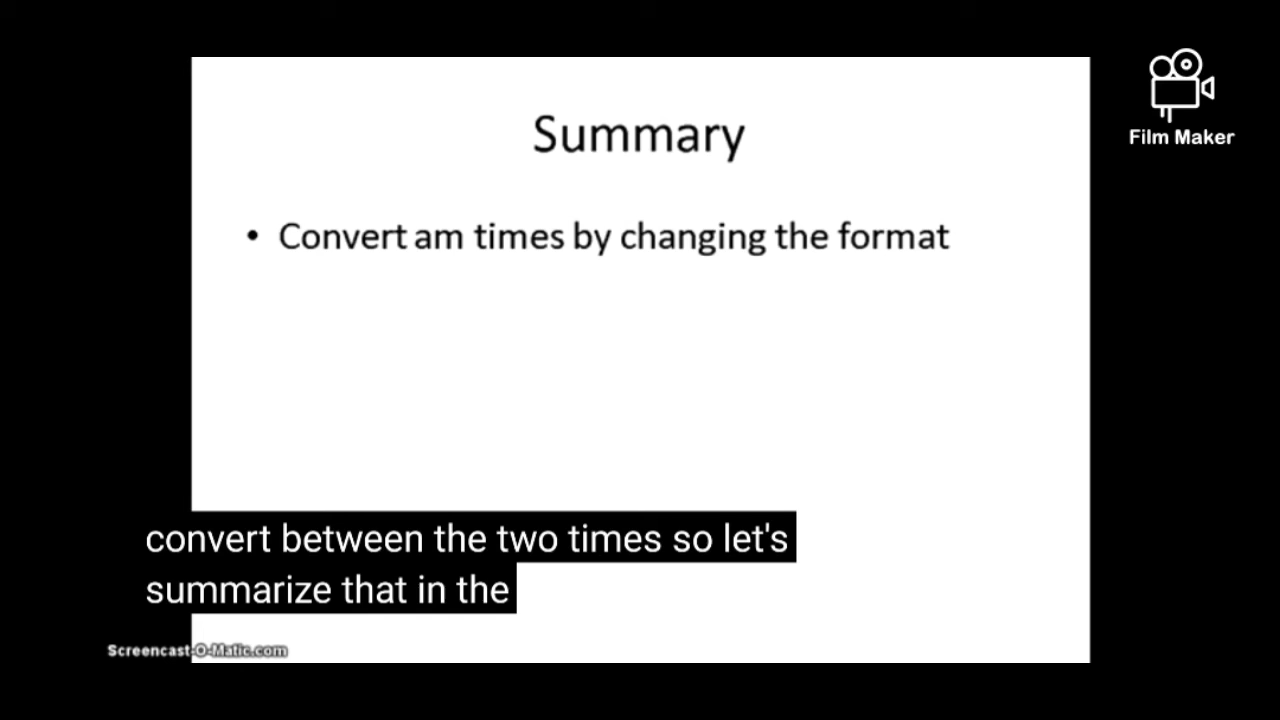 Summary
• Convert am times by changing the format
Film Maker
convert between the two times so let's
summarize that in the
Screencast-O-Matic.com